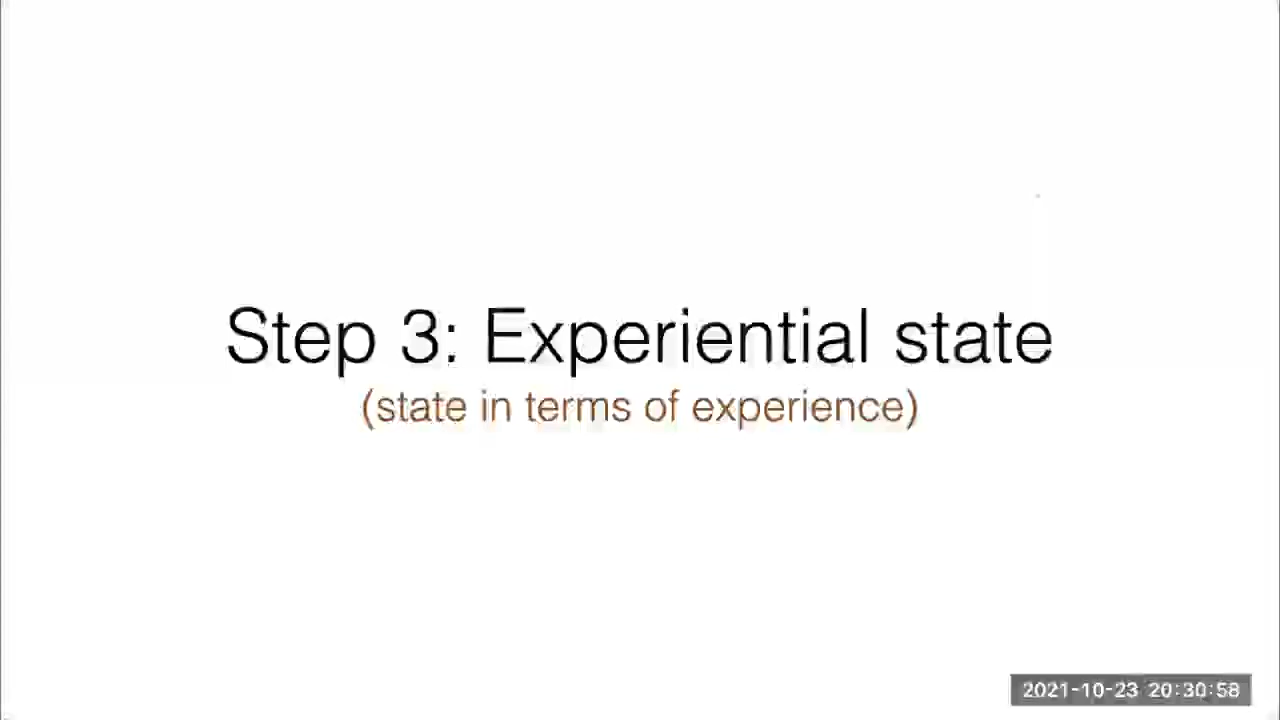 Step 3: Experiential state
(state in terms of experience)
2021-10-23 20:30:58